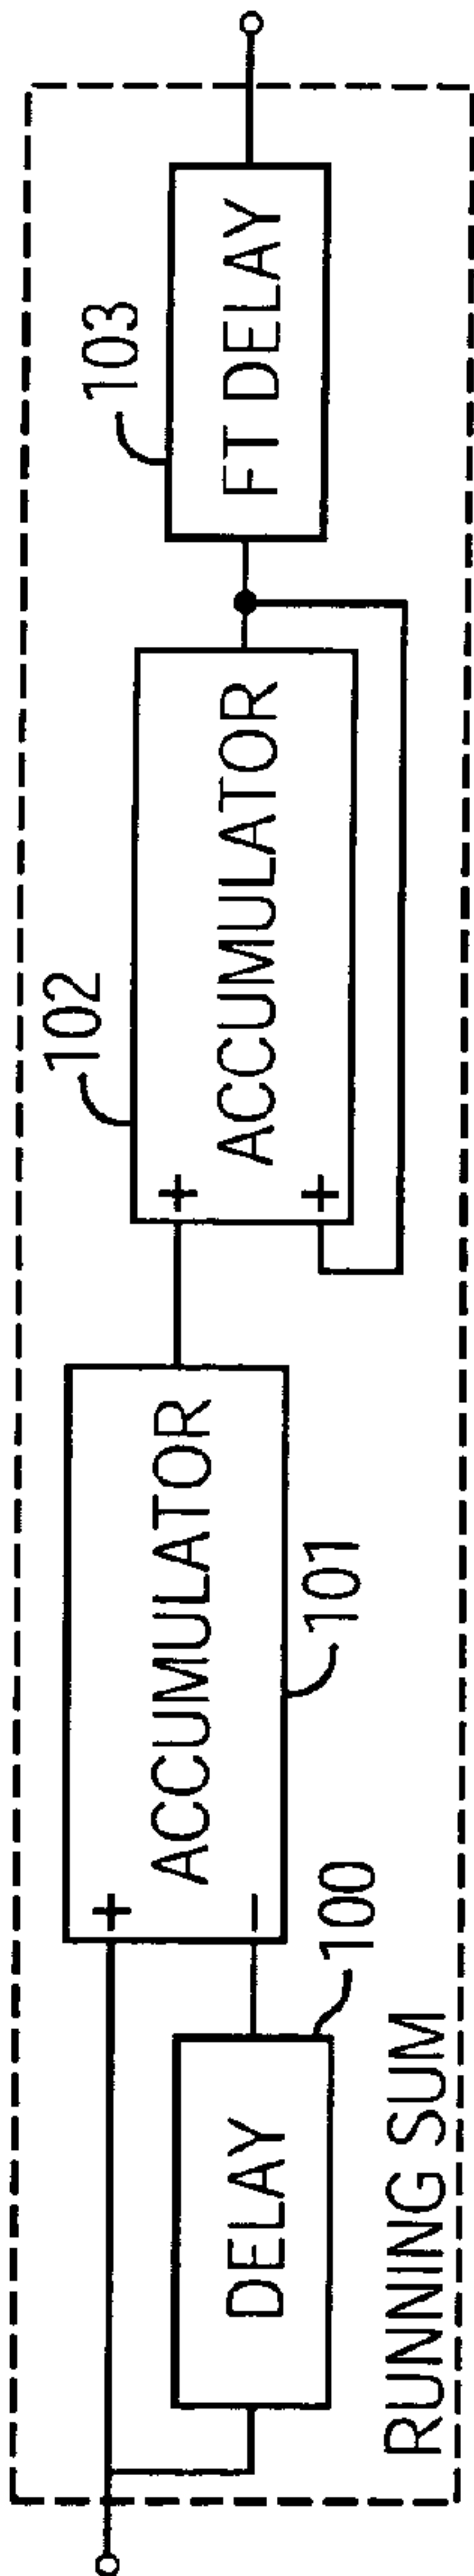 DELAY
100
+
−
ACCUMULATOR
101
+
+
ACCUMULATOR
102
FT DELAY
103
RUNNING SUM